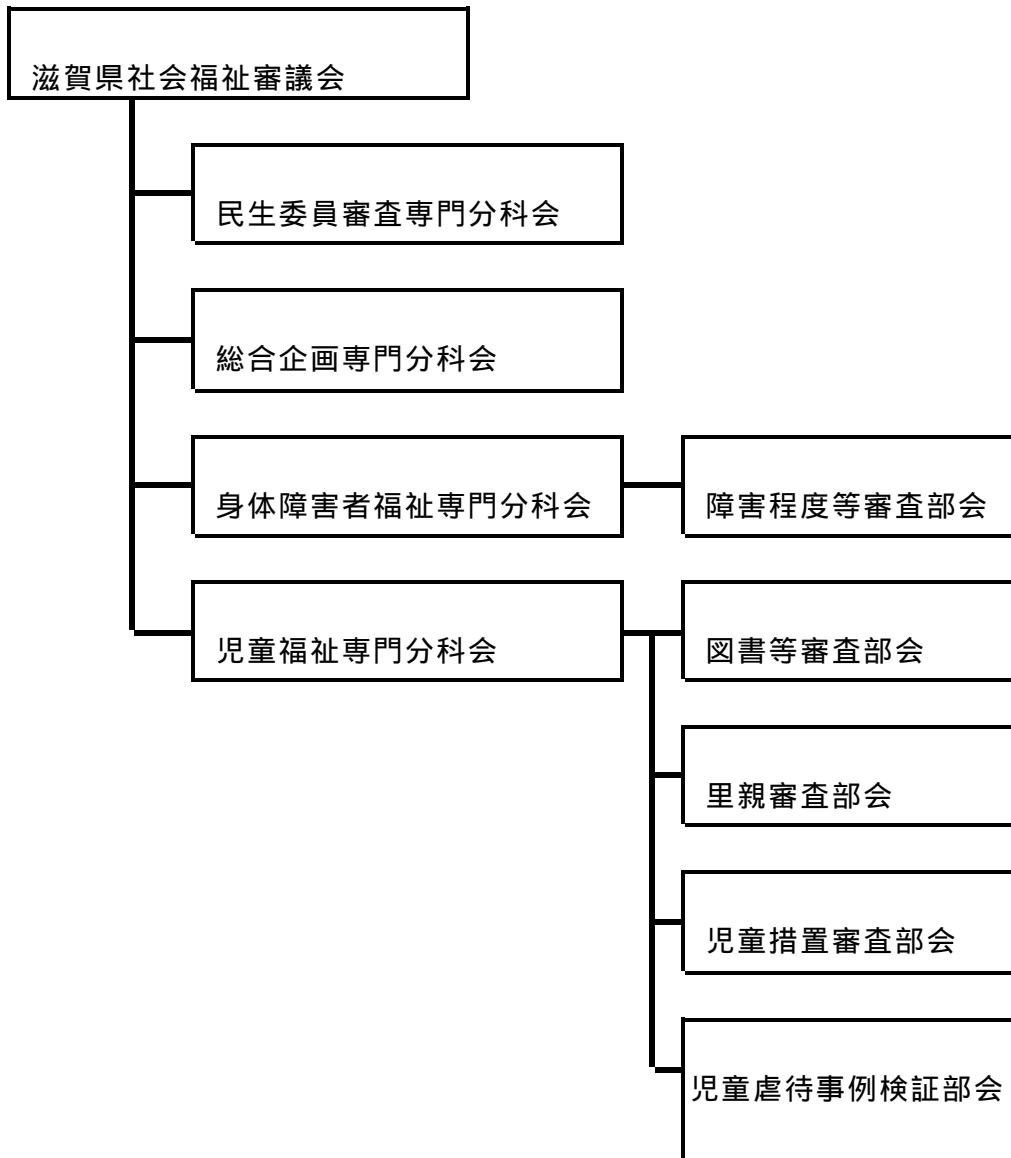 滋賀県社会福祉審議会
民生委員審査専門分科会
総合企画専門分科会
身体障害者福祉専門分科会
障害程度等審査部会
児童福祉専門分科会
図書等審査部会
里親審査部会
児童措置審査部会
児童虐待事例検証部会